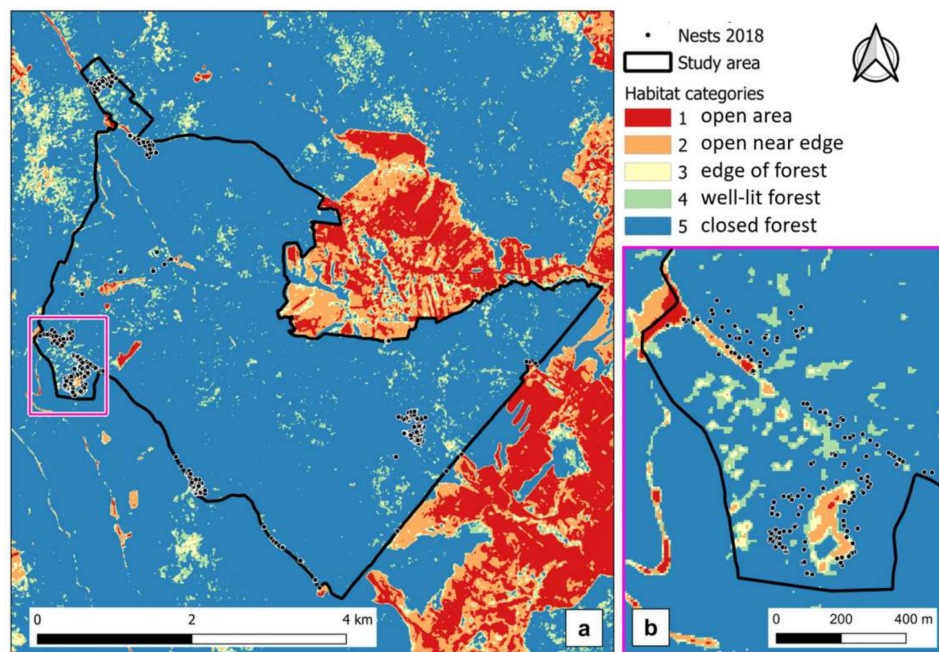 Nests 2018
Study area
Habitat categories
1 open area
2 open near edge
3 edge of forest
4 well-lit forest
5 closed forest
0 2 4 km
a
0 200 400 m
b